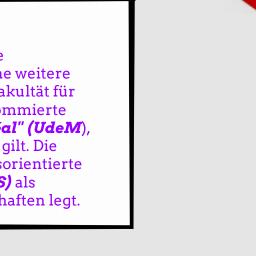 e
ne weitere
akultät für
ommierte
al" (UdeM),
gilt. Die
sorientierte
S) als
haften legt.